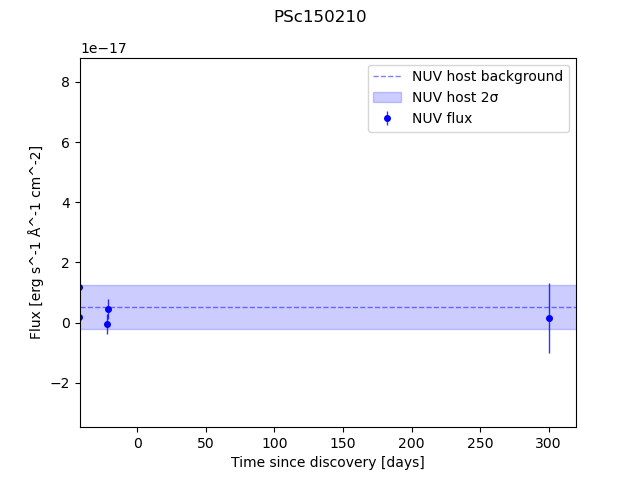 PSc150210
1e−17
NUV host background
NUV host 2σ
NUV flux
8
6
4
2
0
−2
Flux [erg s^-1 Å^-1 cm^-2]
0 50 100 150 200 250 300
Time since discovery [days]